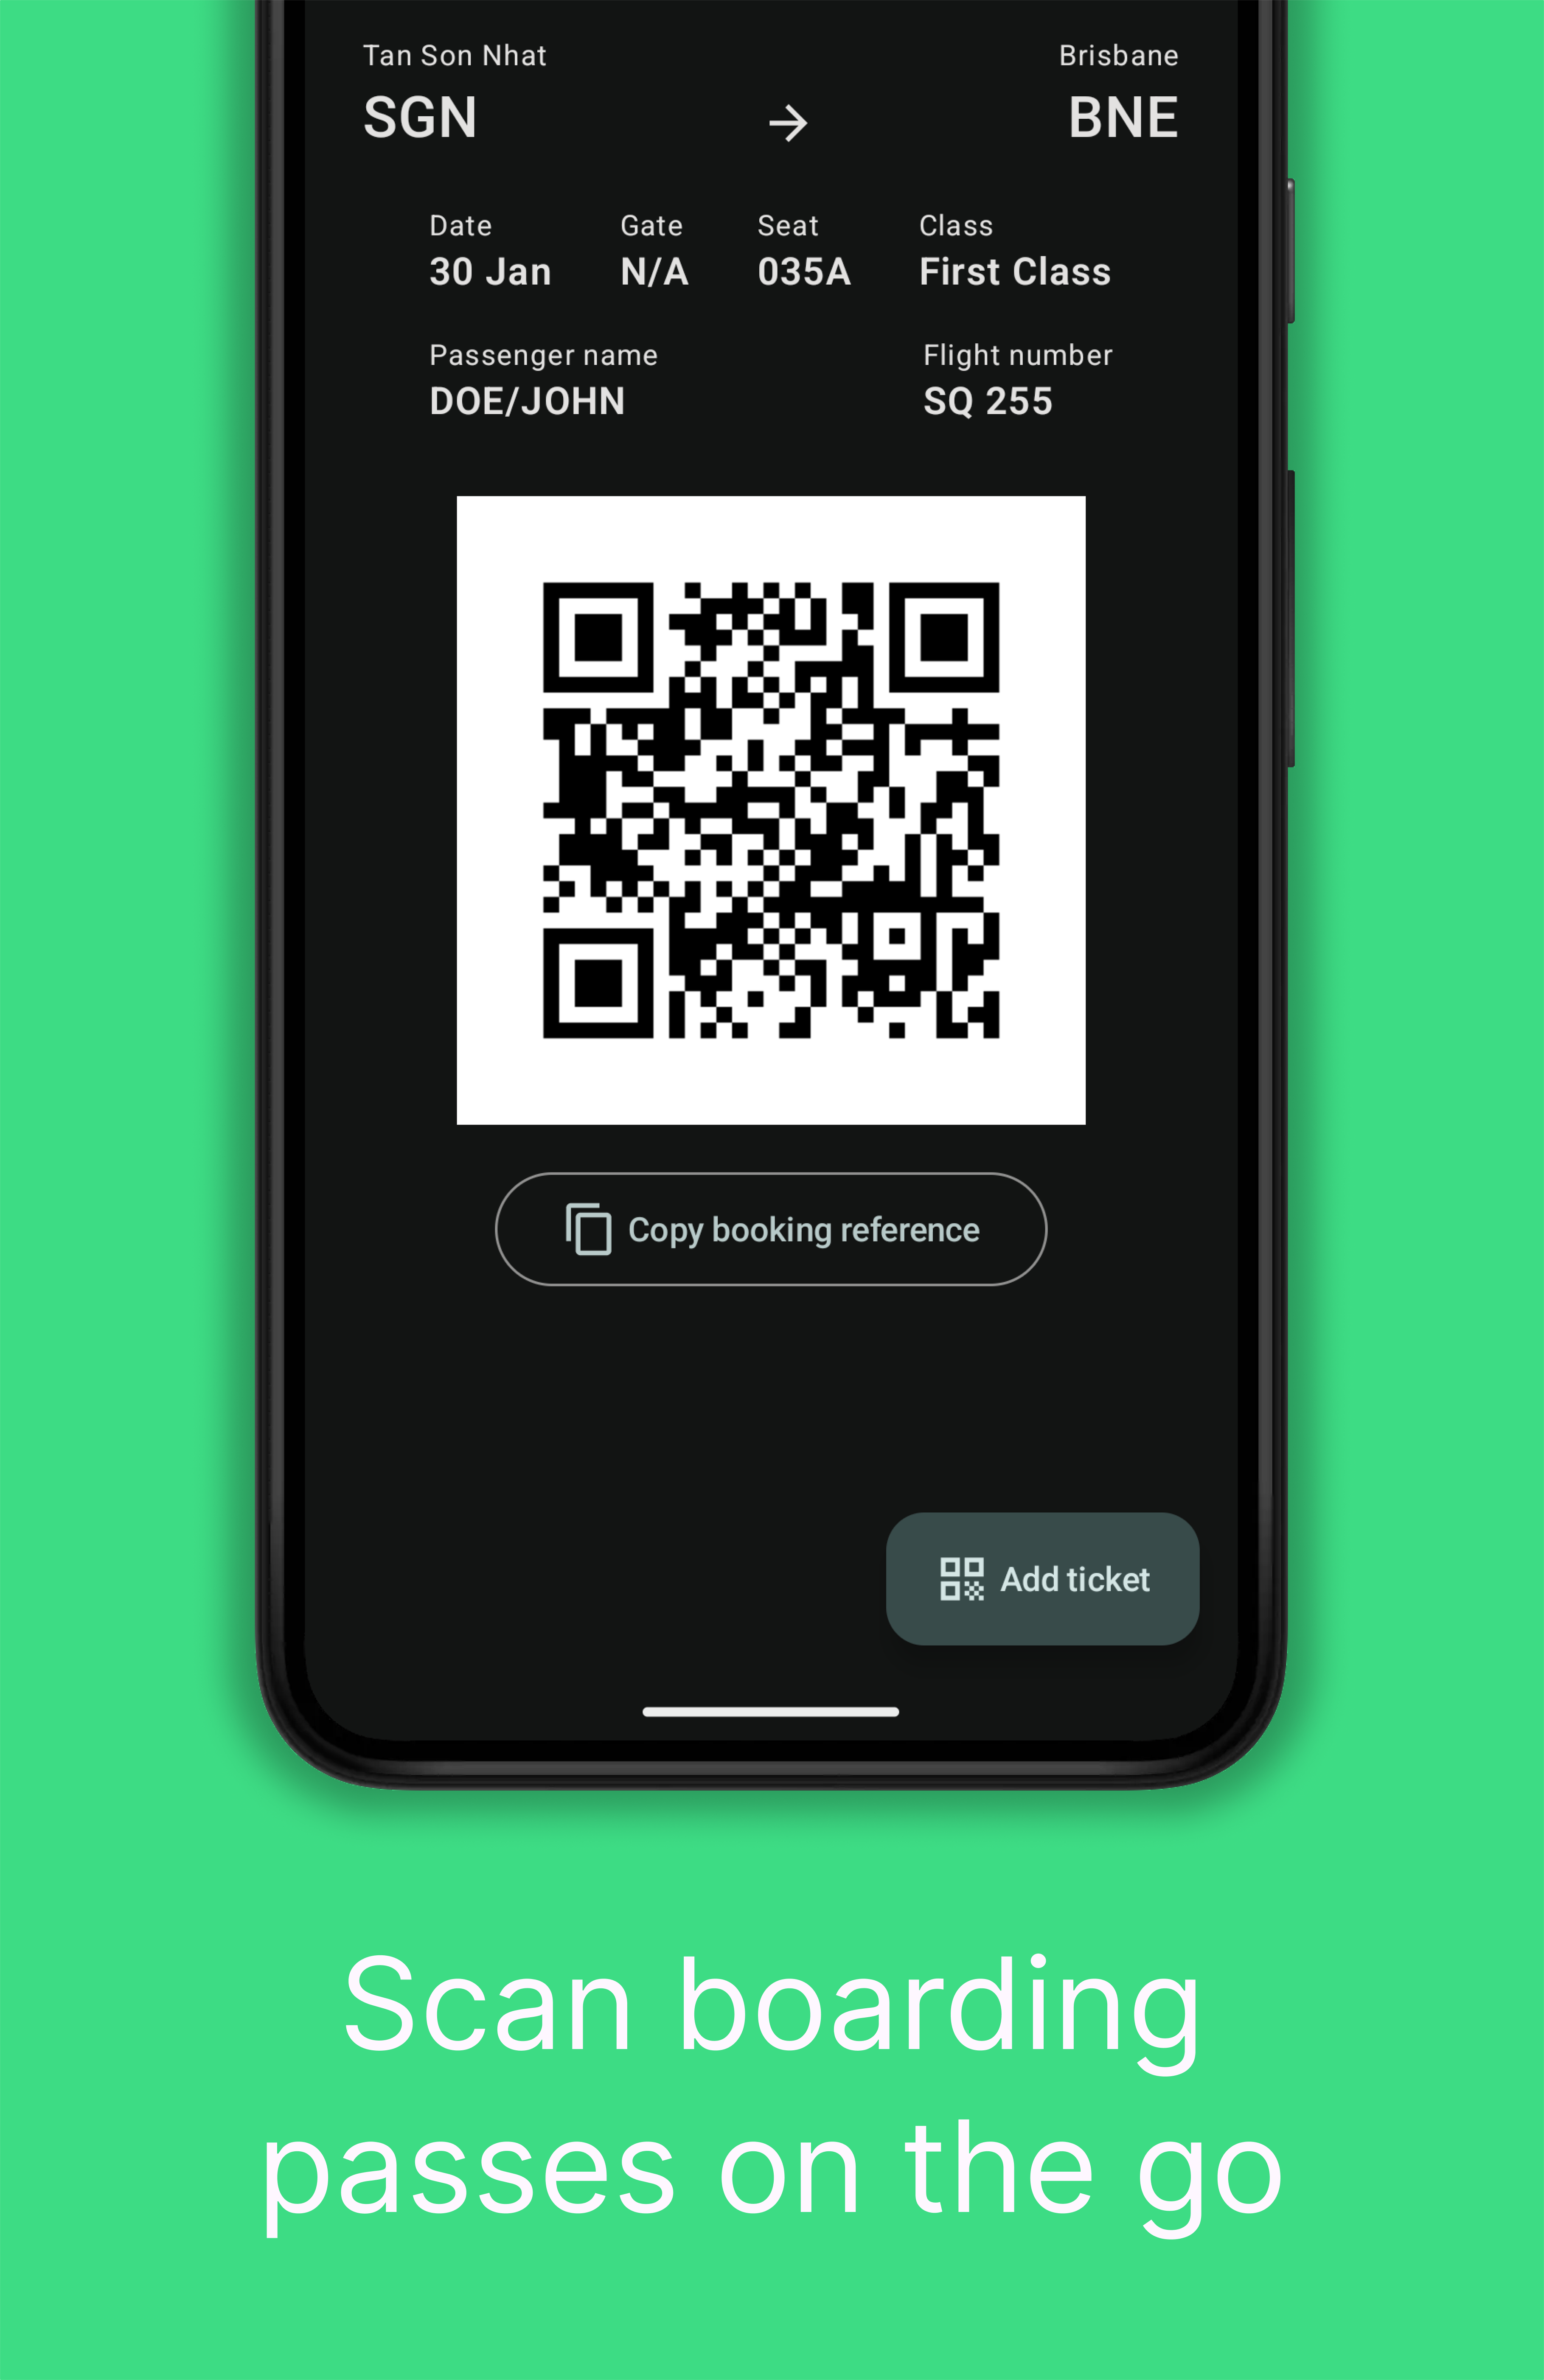 Tan Son Nhat Brisbane
SGN → BNE
Date Gate Seat Class
30 Jan N/A 035A First Class
Passenger name Flight number
DOE/JOHN SQ 255
Copy booking reference
Add ticket
Scan boarding
passes on the go